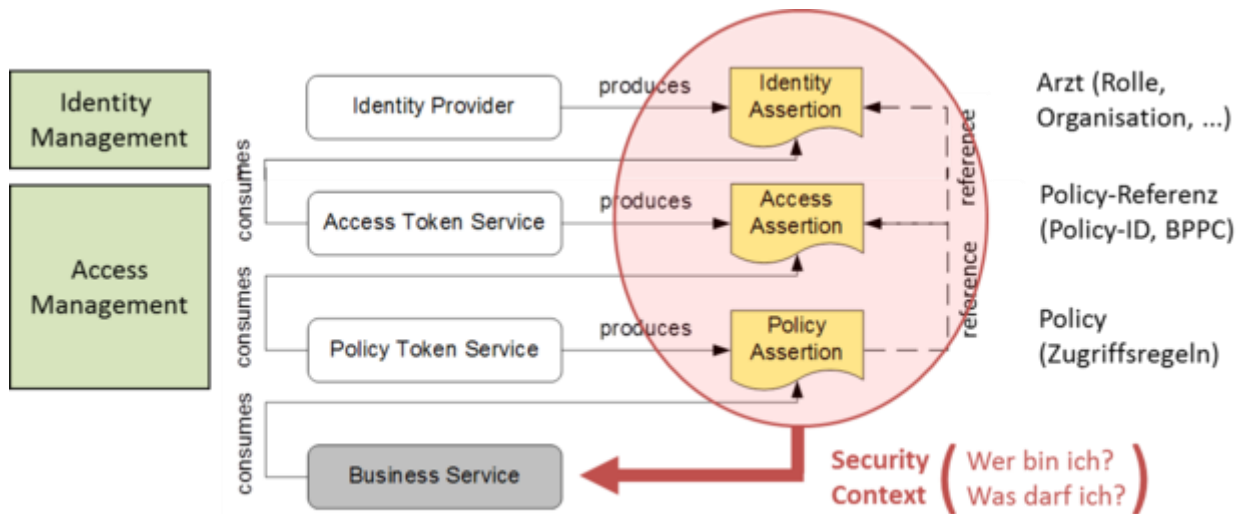 Identity
Management
Identity Provider
produces
Identity
Assertion
Arzt (Rolle,
Organisation, ...)
consumes
reference
Access
Management
Access Token Service
produces
Access
Assertion
Policy-Referenz
(Policy-ID, BPPC)
consumes
reference
Policy Token Service
produces
Policy
Assertion
Policy
(Zugriffsregeln)
consumes
Business Service
Security
Context
Wer bin ich?
Was darf ich?